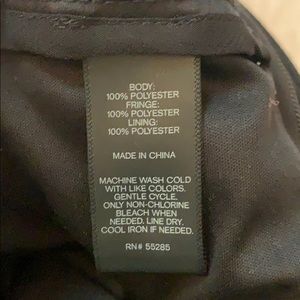 BODY:
100% POLYESTER
FRINGE:
100% POLYESTER
LINING:
100% POLYESTER
MADE IN CHINA
MACHINE WASH COLD
WITH LIKE COLORS.
GENTLE CYCLE.
ONLY NON-CHLORINE
BLEACH WHEN
NEEDED. LINE DRY.
COOL IRON IF NEEDED.
RN# 55285